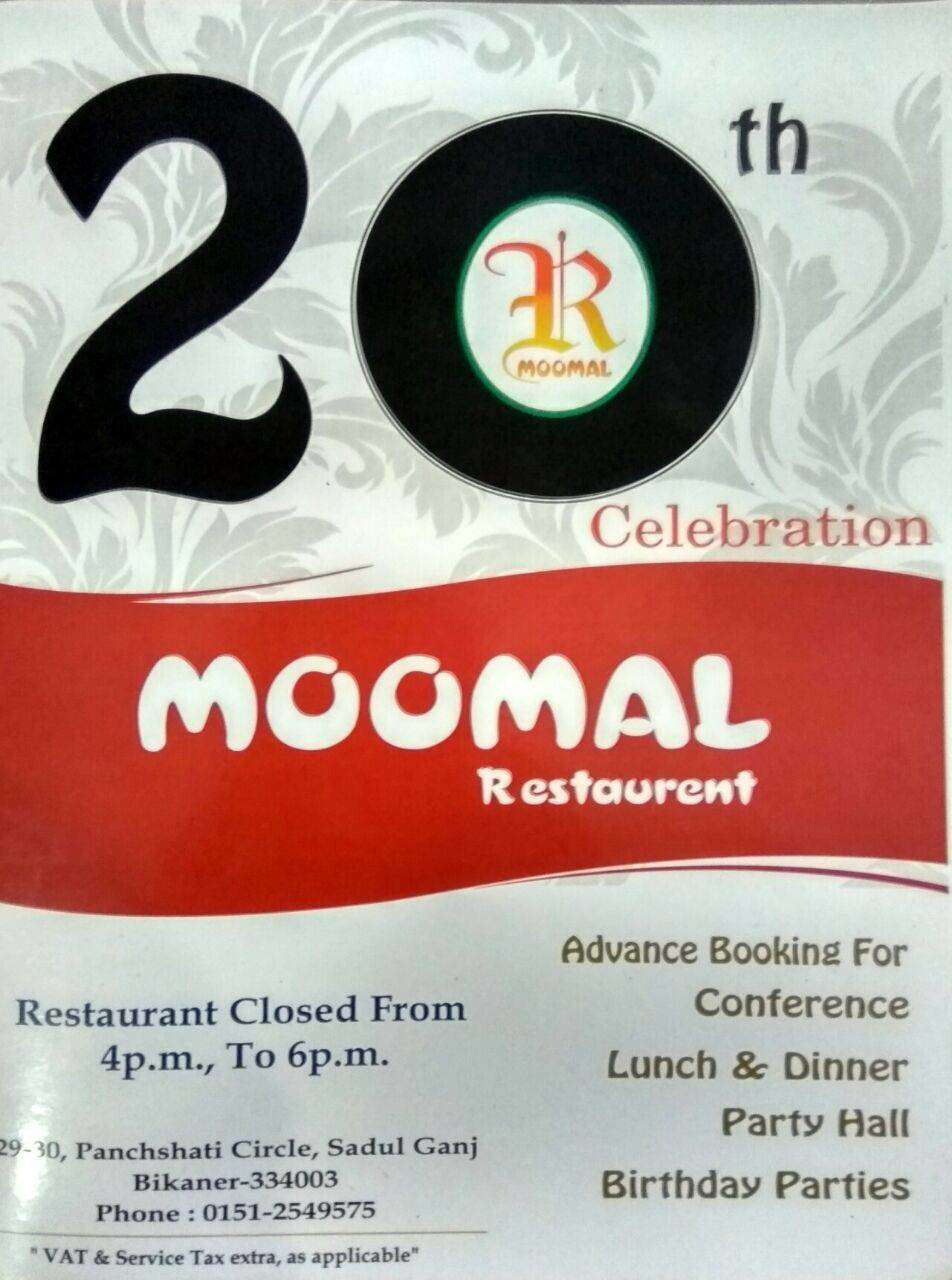 20th
R
MOOMAL
Celebration
MOOMAL
Restaurent
Advance Booking For
Conference
Lunch & Dinner
Party Hall
Birthday Parties
Restaurant Closed From
4p.m., To 6p.m.
29-30, Panchshati Circle, Sadul Ganj
Bikaner-334003
Phone : 0151-2549575
" VAT & Service Tax extra, as applicable"